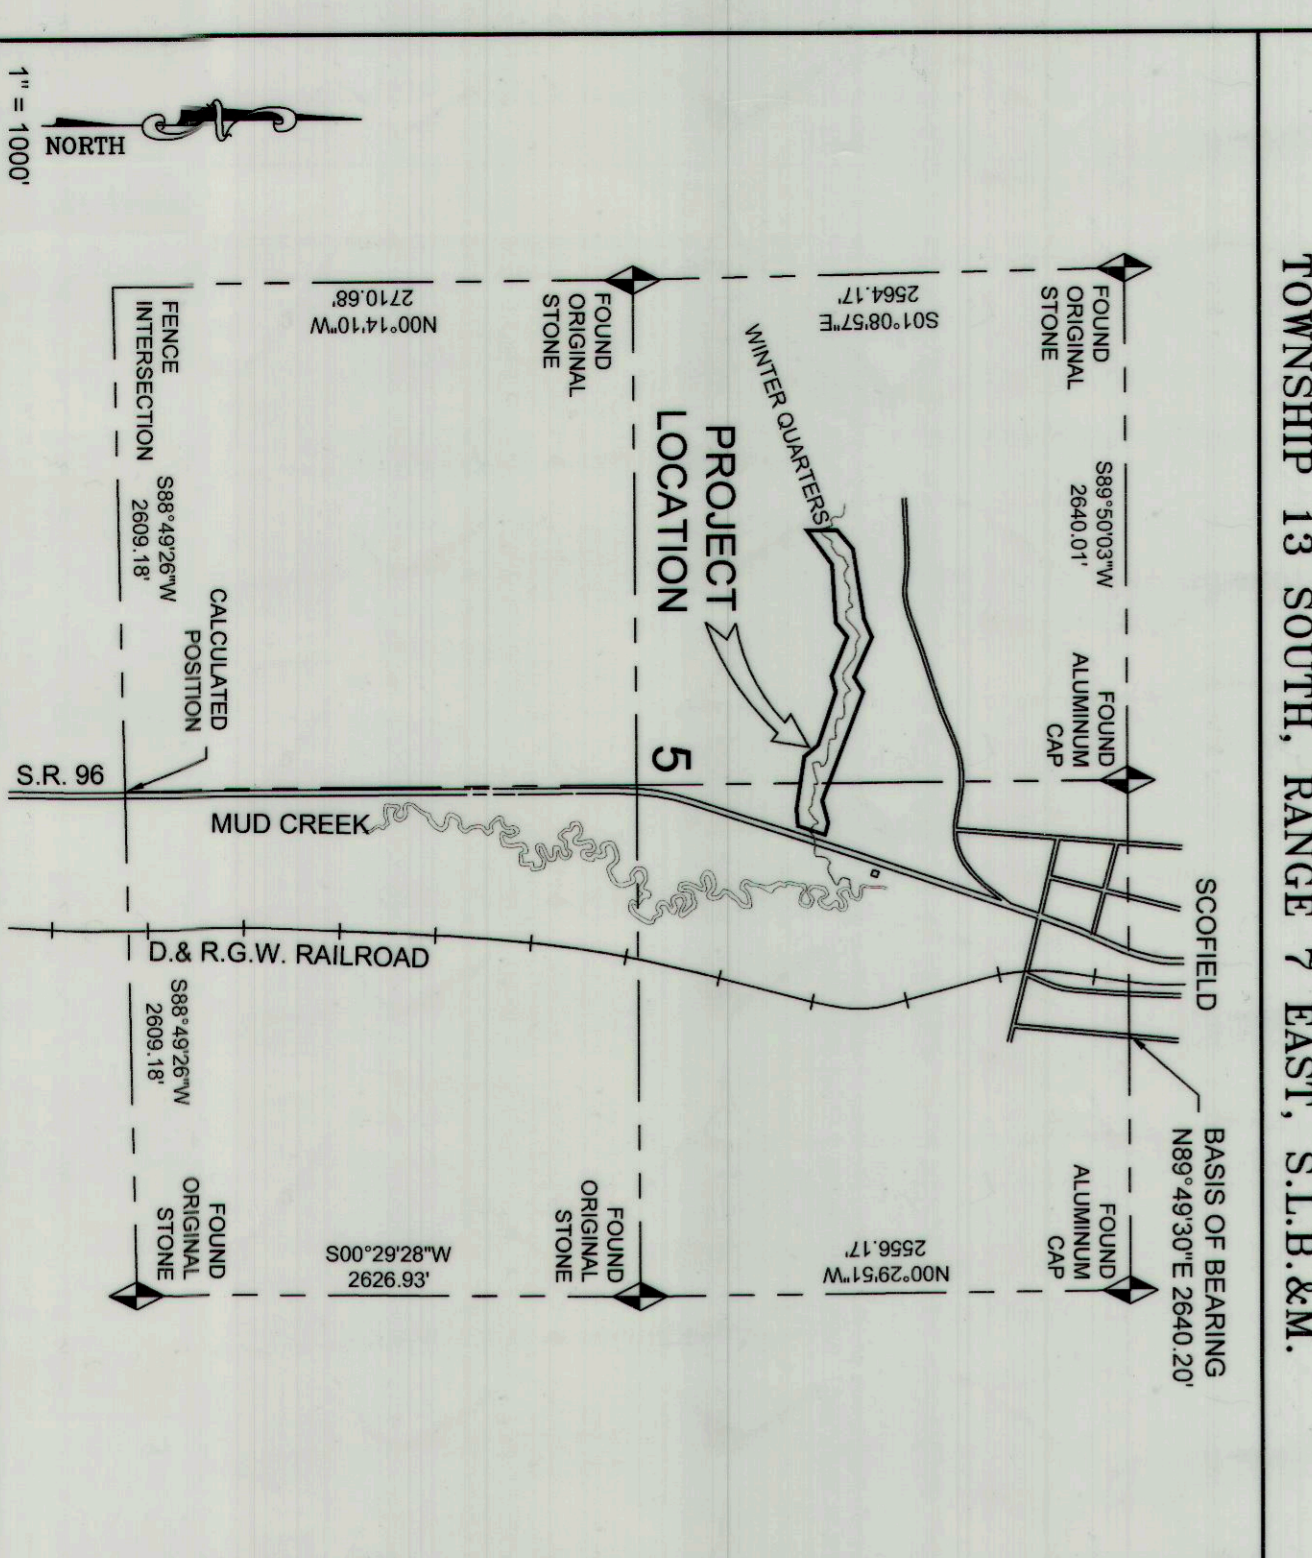 TOWNSHIP 13 SOUTH, RANGE 7 EAST, S.L.B.&M.
SCOFIELD
BASIS OF BEARING
N89°49'30"E 2640.20'
FOUND
ORIGINAL
STONE
S89°50'03"W
2640.01'
FOUND
ALUMINUM
CAP
FOUND
ALUMINUM
CAP
S01°08'57"E
2564.17'
N00°29'51"W
2556.17'
WINTER QUARTERS
PROJECT
LOCATION
5
FOUND
ORIGINAL
STONE
FOUND
ORIGINAL
STONE
N00°14'10"W
2710.68'
MUD CREEK
D.& R.G.W. RAILROAD
S00°29'28"W
2626.93'
CALCULATED
POSITION
FENCE
INTERSECTION
S88°49'26"W
2609.18'
S88°49'26"W
2609.18'
FOUND
ORIGINAL
STONE
S.R. 96
NORTH
1" = 1000'